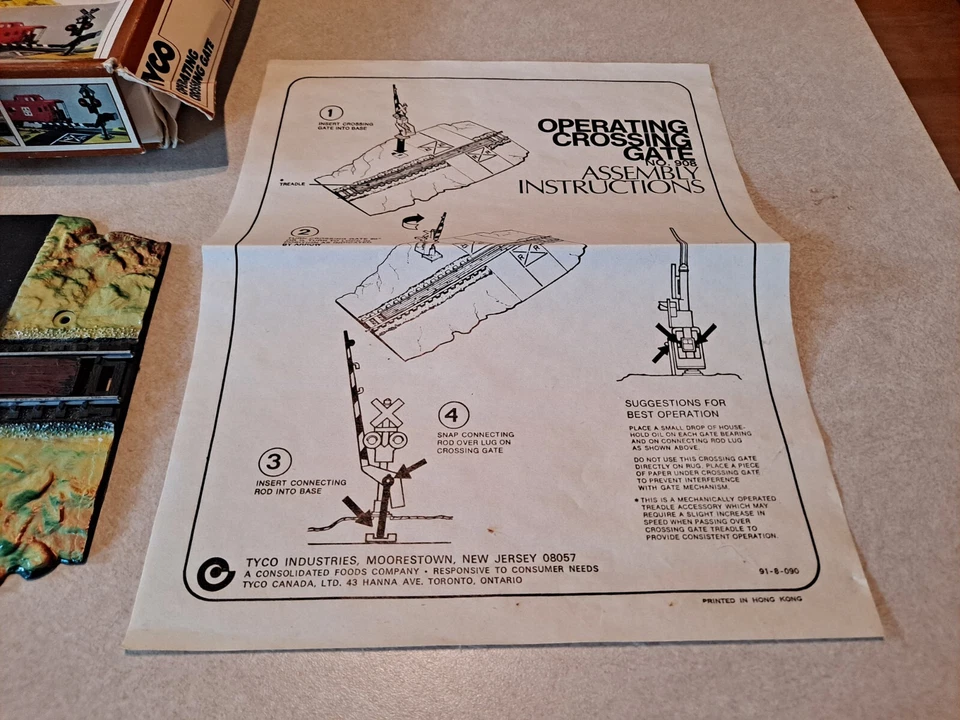 TYCO
OPERATING
CROSSING GATE
1
INSERT CROSSING
GATE INTO BASE
OPERATING
CROSSING
GATE
NO. 908
ASSEMBLY
INSTRUCTIONS
* TREADLE
2
BY ARROW
3
INSERT CONNECTING
ROD INTO BASE
4
SNAP CONNECTING
ROD OVER LUG ON
CROSSING GATE
SUGGESTIONS FOR
BEST OPERATION
PLACE A SMALL DROP OF HOUSE-
HOLD OIL ON EACH GATE BEARING
AND ON CONNECTING ROD LUG
AS SHOWN ABOVE.
DO NOT USE THIS CROSSING GATE
DIRECTLY ON RUG. PLACE A PIECE
OF PAPER UNDER CROSSING GATE
TO PREVENT INTERFERENCE
WITH GATE MECHANISM.
* THIS IS A MECHANICALLY OPERATED
TREADLE ACCESSORY WHICH MAY
REQUIRE A SLIGHT INCREASE IN
SPEED WHEN PASSING OVER
CROSSING GATE TREADLE TO
PROVIDE CONSISTENT OPERATION.
TYCO INDUSTRIES, MOORESTOWN, NEW JERSEY 08057
A CONSOLIDATED FOODS COMPANY • RESPONSIVE TO CONSUMER NEEDS
TYCO CANADA, LTD. 43 HANNA AVE. TORONTO, ONTARIO
91-8-090
PRINTED IN HONG KONG